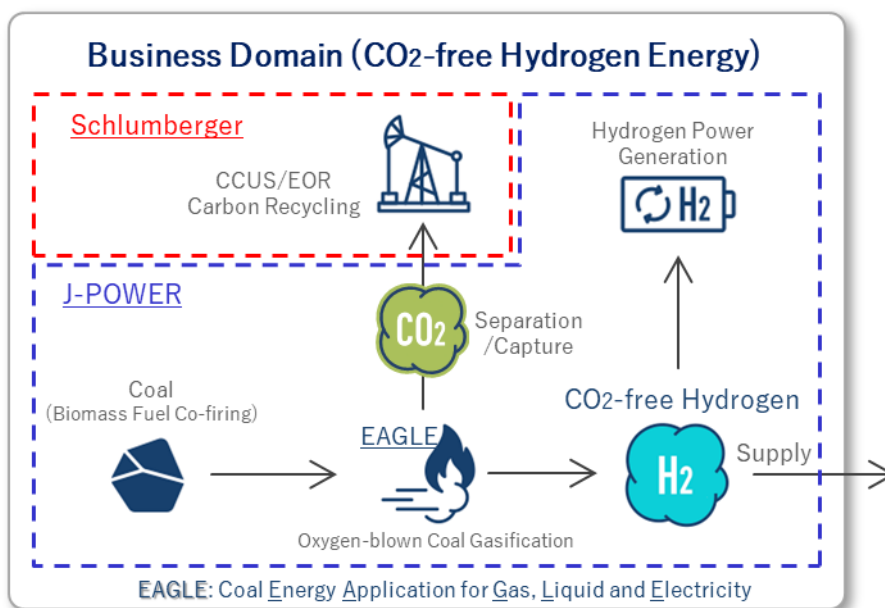 Business Domain (CO2-free Hydrogen Energy)
Schlumberger
CCUS/EOR
Carbon Recycling
Hydrogen Power
Generation
H2
J-POWER
CO2
Separation
/Capture
Coal
(Biomass Fuel Co-firing)
EAGLE
Oxygen-blown Coal Gasification
CO2-free Hydrogen
H2
Supply
EAGLE: Coal Energy Application for Gas, Liquid and Electricity